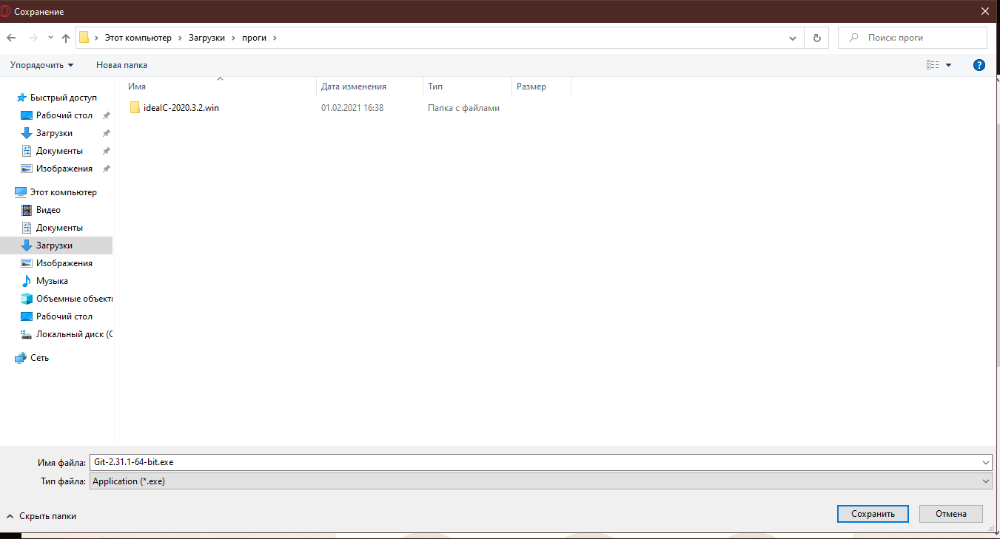 Сохранение
Этот компьютер › Загрузки › проги ›
Поиск: проги
Упорядочить Новая папка
?
Имя Дата изменения Тип Размер
ideaIC-2020.3.2.win 01.02.2021 16:38 Папка с файлами
Быстрый доступ
Рабочий стол
Загрузки
Документы
Изображения
Этот компьютер
Видео
Документы
Загрузки
Изображения
Музыка
Объемные объект
Рабочий стол
Локальный диск (C
Сеть
Имя файла: Git-2.31.1-64-bit.exe
Тип файла: Application (*.exe)
Скрыть папки
Сохранить Отмена